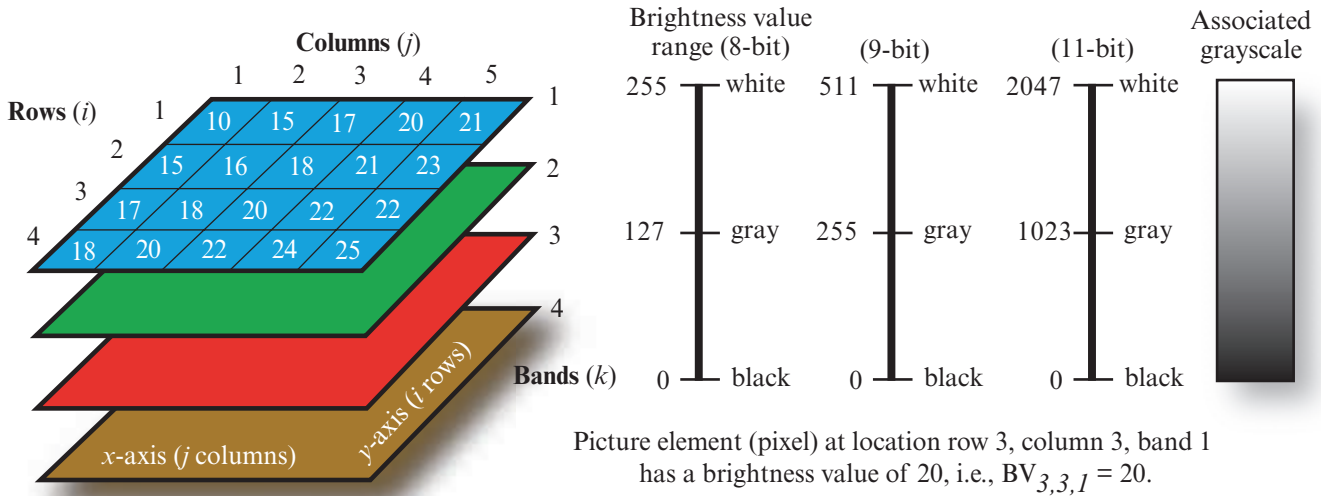 Columns (j)
1 2 3 4 5
Rows (i)
1 10 15 17 20 21 1
2 15 16 18 21 23 2
3 17 18 20 22 22 3
4 18 20 22 24 25
4
Bands (k)
x-axis (j columns)
y-axis (i rows)
Brightness value
range (8-bit)
255 white
127 gray
0 black
(9-bit)
511 white
255 gray
0 black
(11-bit)
2047 white
1023 gray
0 black
Associated
grayscale
Picture element (pixel) at location row 3, column 3, band 1
has a brightness value of 20, i.e., BV3,3,1 = 20.